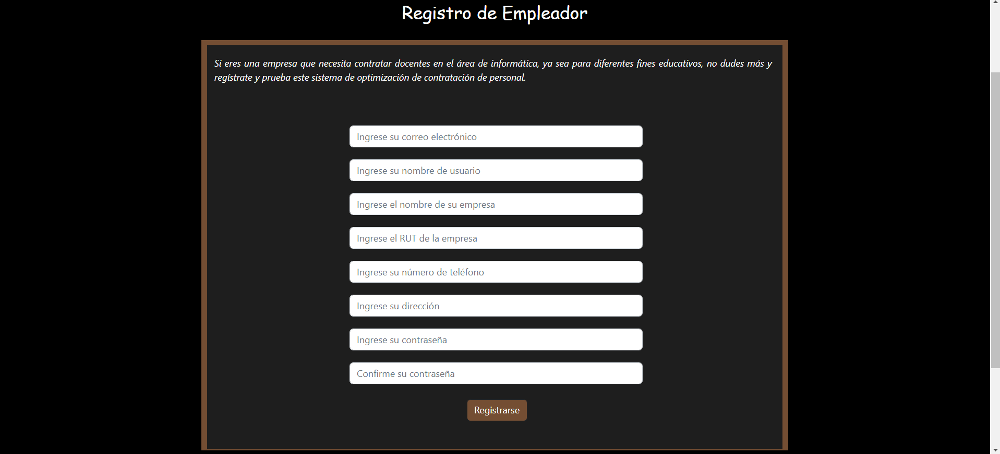 Registro de Empleador
Si eres una empresa que necesita contratar docentes en el área de informática, ya sea para diferentes fines educativos, no dudes más y
regístrate y prueba este sistema de optimización de contratación de personal.
Ingrese su correo electrónico
Ingrese su nombre de usuario
Ingrese el nombre de su empresa
Ingrese el RUT de la empresa
Ingrese su número de teléfono
Ingrese su dirección
Ingrese su contraseña
Confirme su contraseña
Registrarse